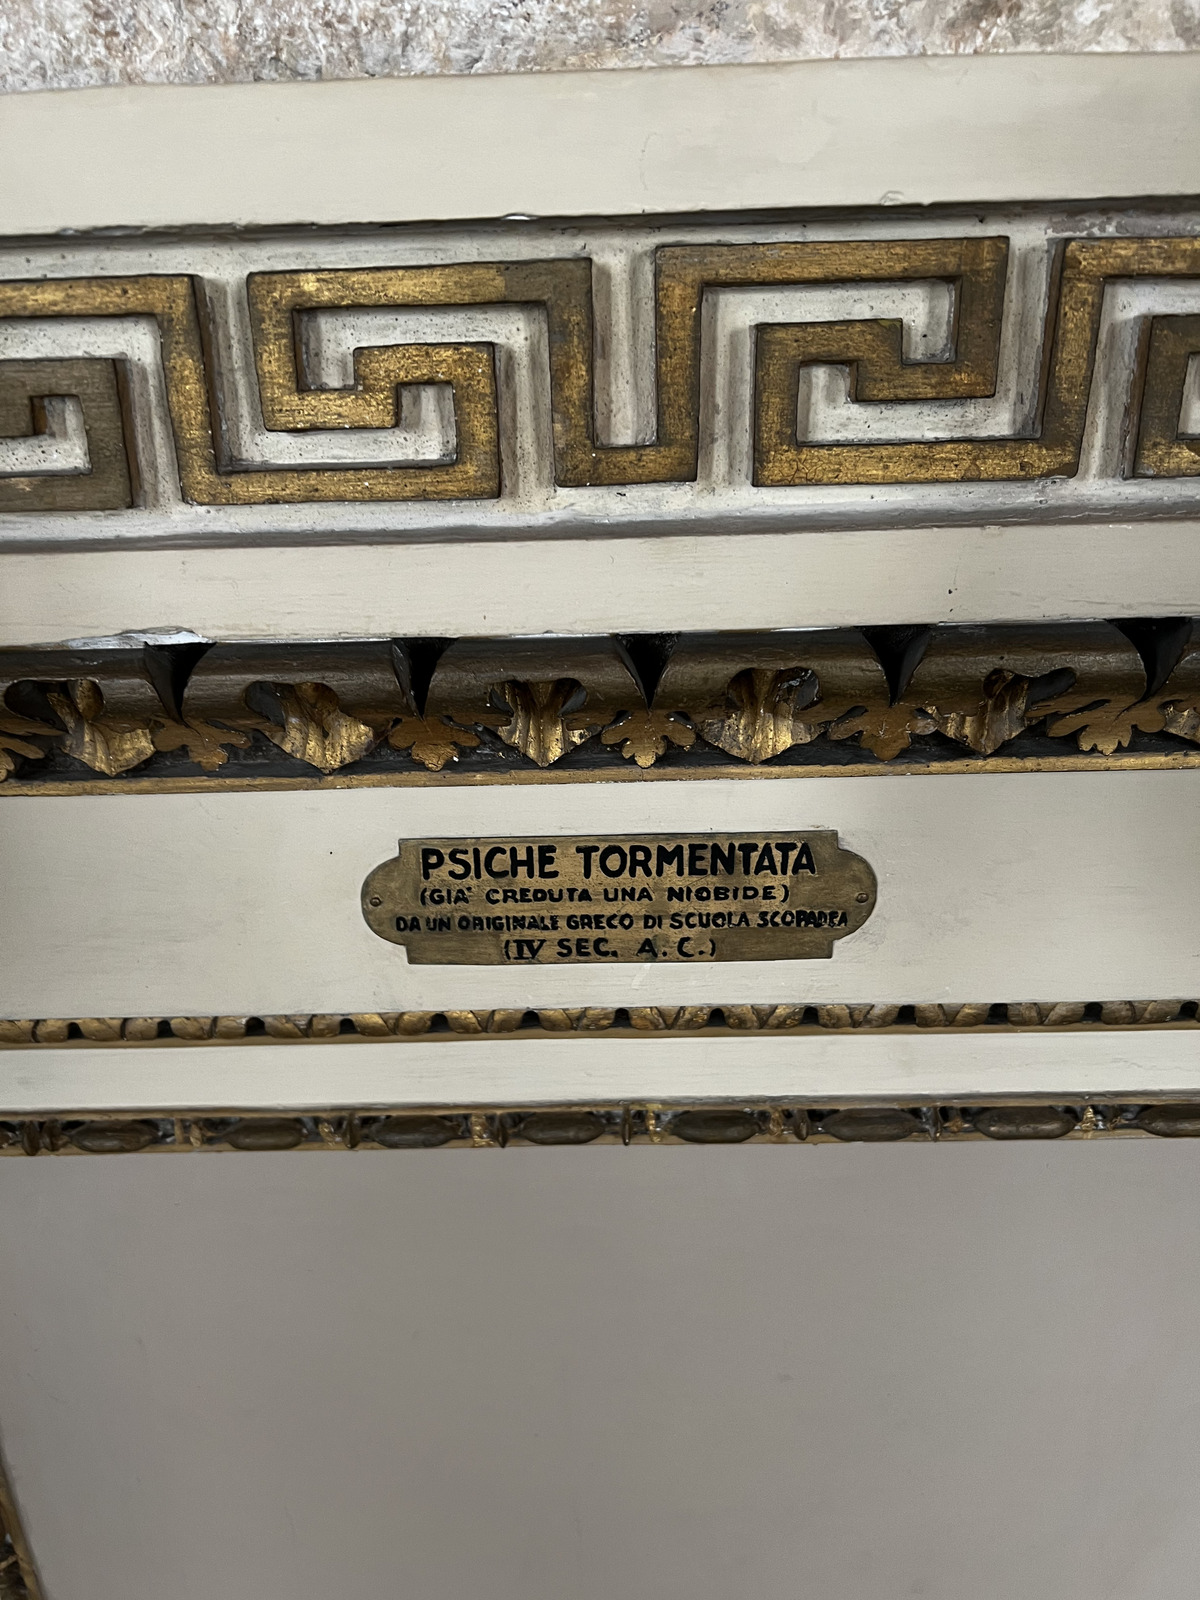 PSICHE TORMENTATA
(GIA' CREDUTA UNA NIOBIDE)
DA UN ORIGINALE GRECO DI SCUOLA SCOPADEA
(IV SEC. A. C.)